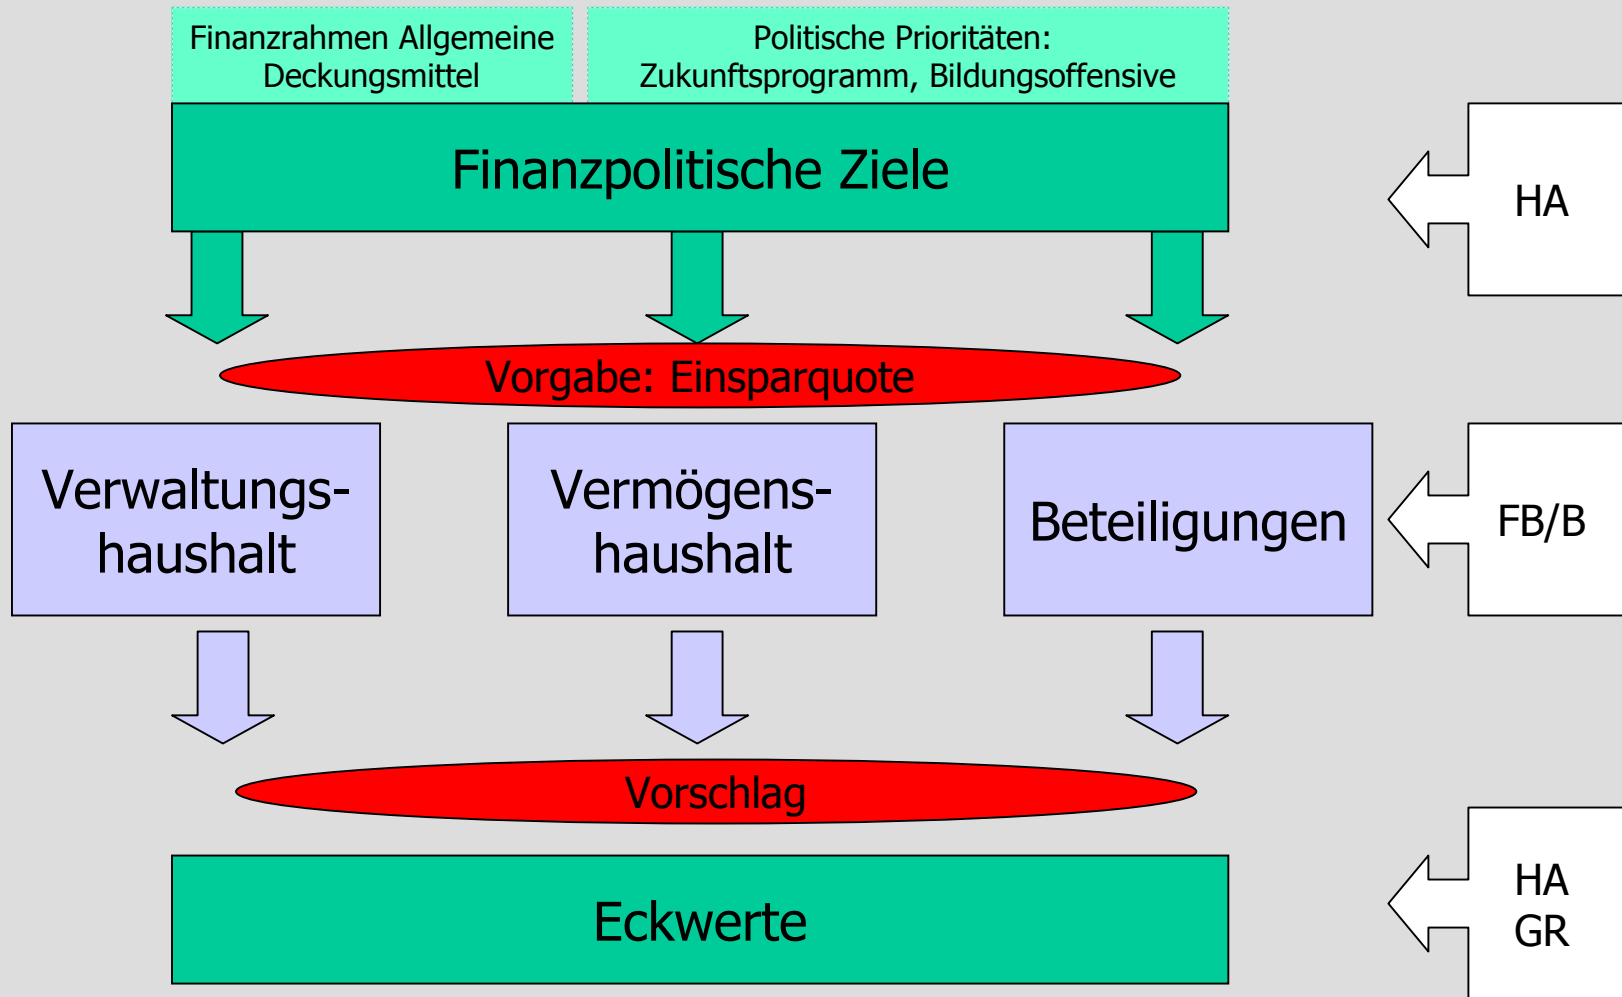 Finanzrahmen Allgemeine
Deckungsmittel
Politische Prioritäten:
Zukunftsprogramm, Bildungsoffensive
Finanzpolitische Ziele
HA
Vorgabe: Einsparquote
Verwaltungs-
haushalt
Vermögens-
haushalt
Beteiligungen
FB/B
Vorschlag
Eckwerte
HA
GR